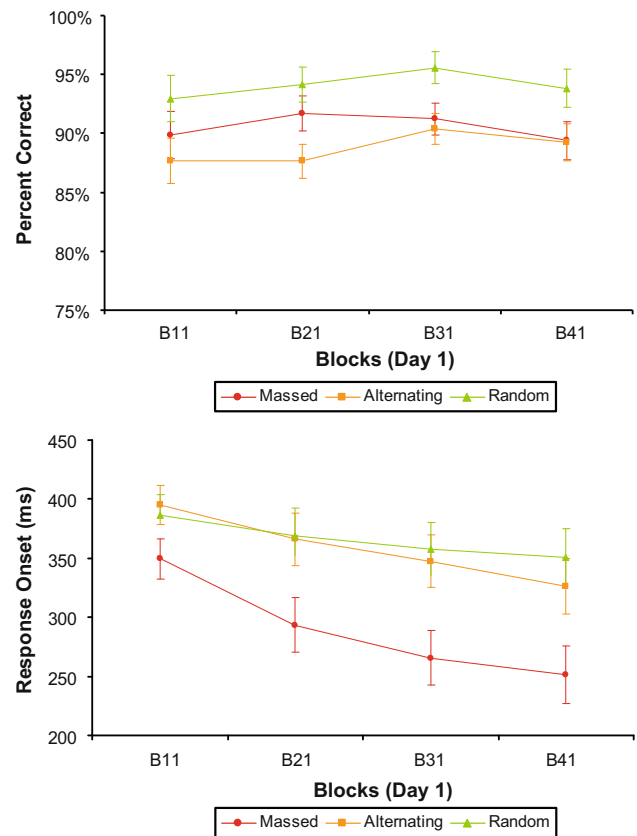 100%
95%
90%
85%
80%
75%
Percent Correct
B11 B21 B31 B41
Blocks (Day 1)
Massed Alternating Random
450
400
350
300
250
200
Response Onset (ms)
B11 B21 B31 B41
Blocks (Day 1)
Massed Alternating Random